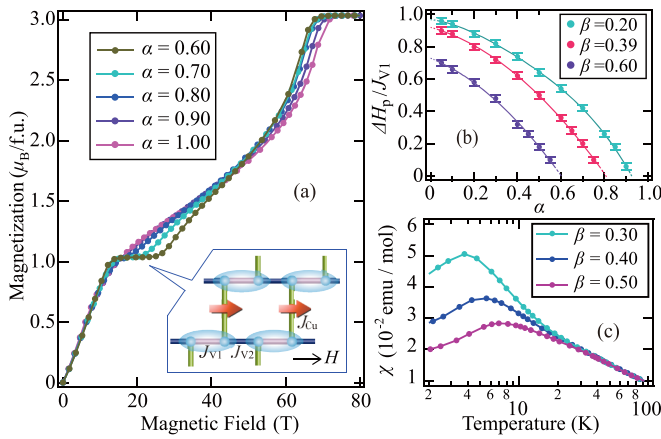 3.0
2.5
2.0
1.5
1.0
0.5
0
Magnetization (μB/f.u.)
α = 0.60
α = 0.70
α = 0.80
α = 0.90
α = 1.00
(a)
JCu
JV1 JV2 H
0 20 40 60 80
Magnetic Field (T)
1.0
0.8
0.6
0.4
0.2
0
ΔHp/JV1
β = 0.20
β = 0.39
β = 0.60
(b)
0 0.2 0.4 0.6 0.8 1.0
α
6
5
4
3
2
1
χ (10-2 emu / mol)
β = 0.30
β = 0.40
β = 0.50
(c)
2 4 6 8 10 2 4 6 8 100
Temperature (K)